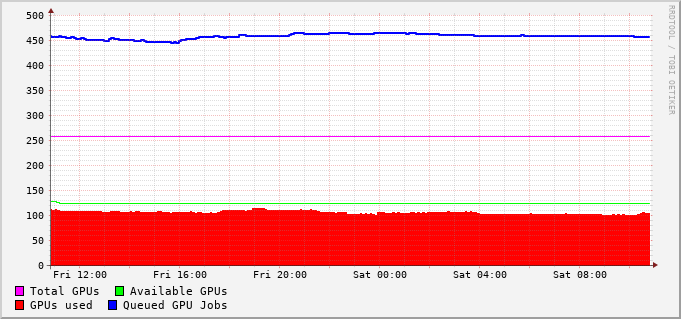 500
450
400
350
300
250
200
150
100
50
0
Fri 12:00 Fri 16:00 Fri 20:00 Sat 00:00 Sat 04:00 Sat 08:00
Total GPUs Available GPUs
GPUs used Queued GPU Jobs
RRDTOOL / TOBI OETIKER